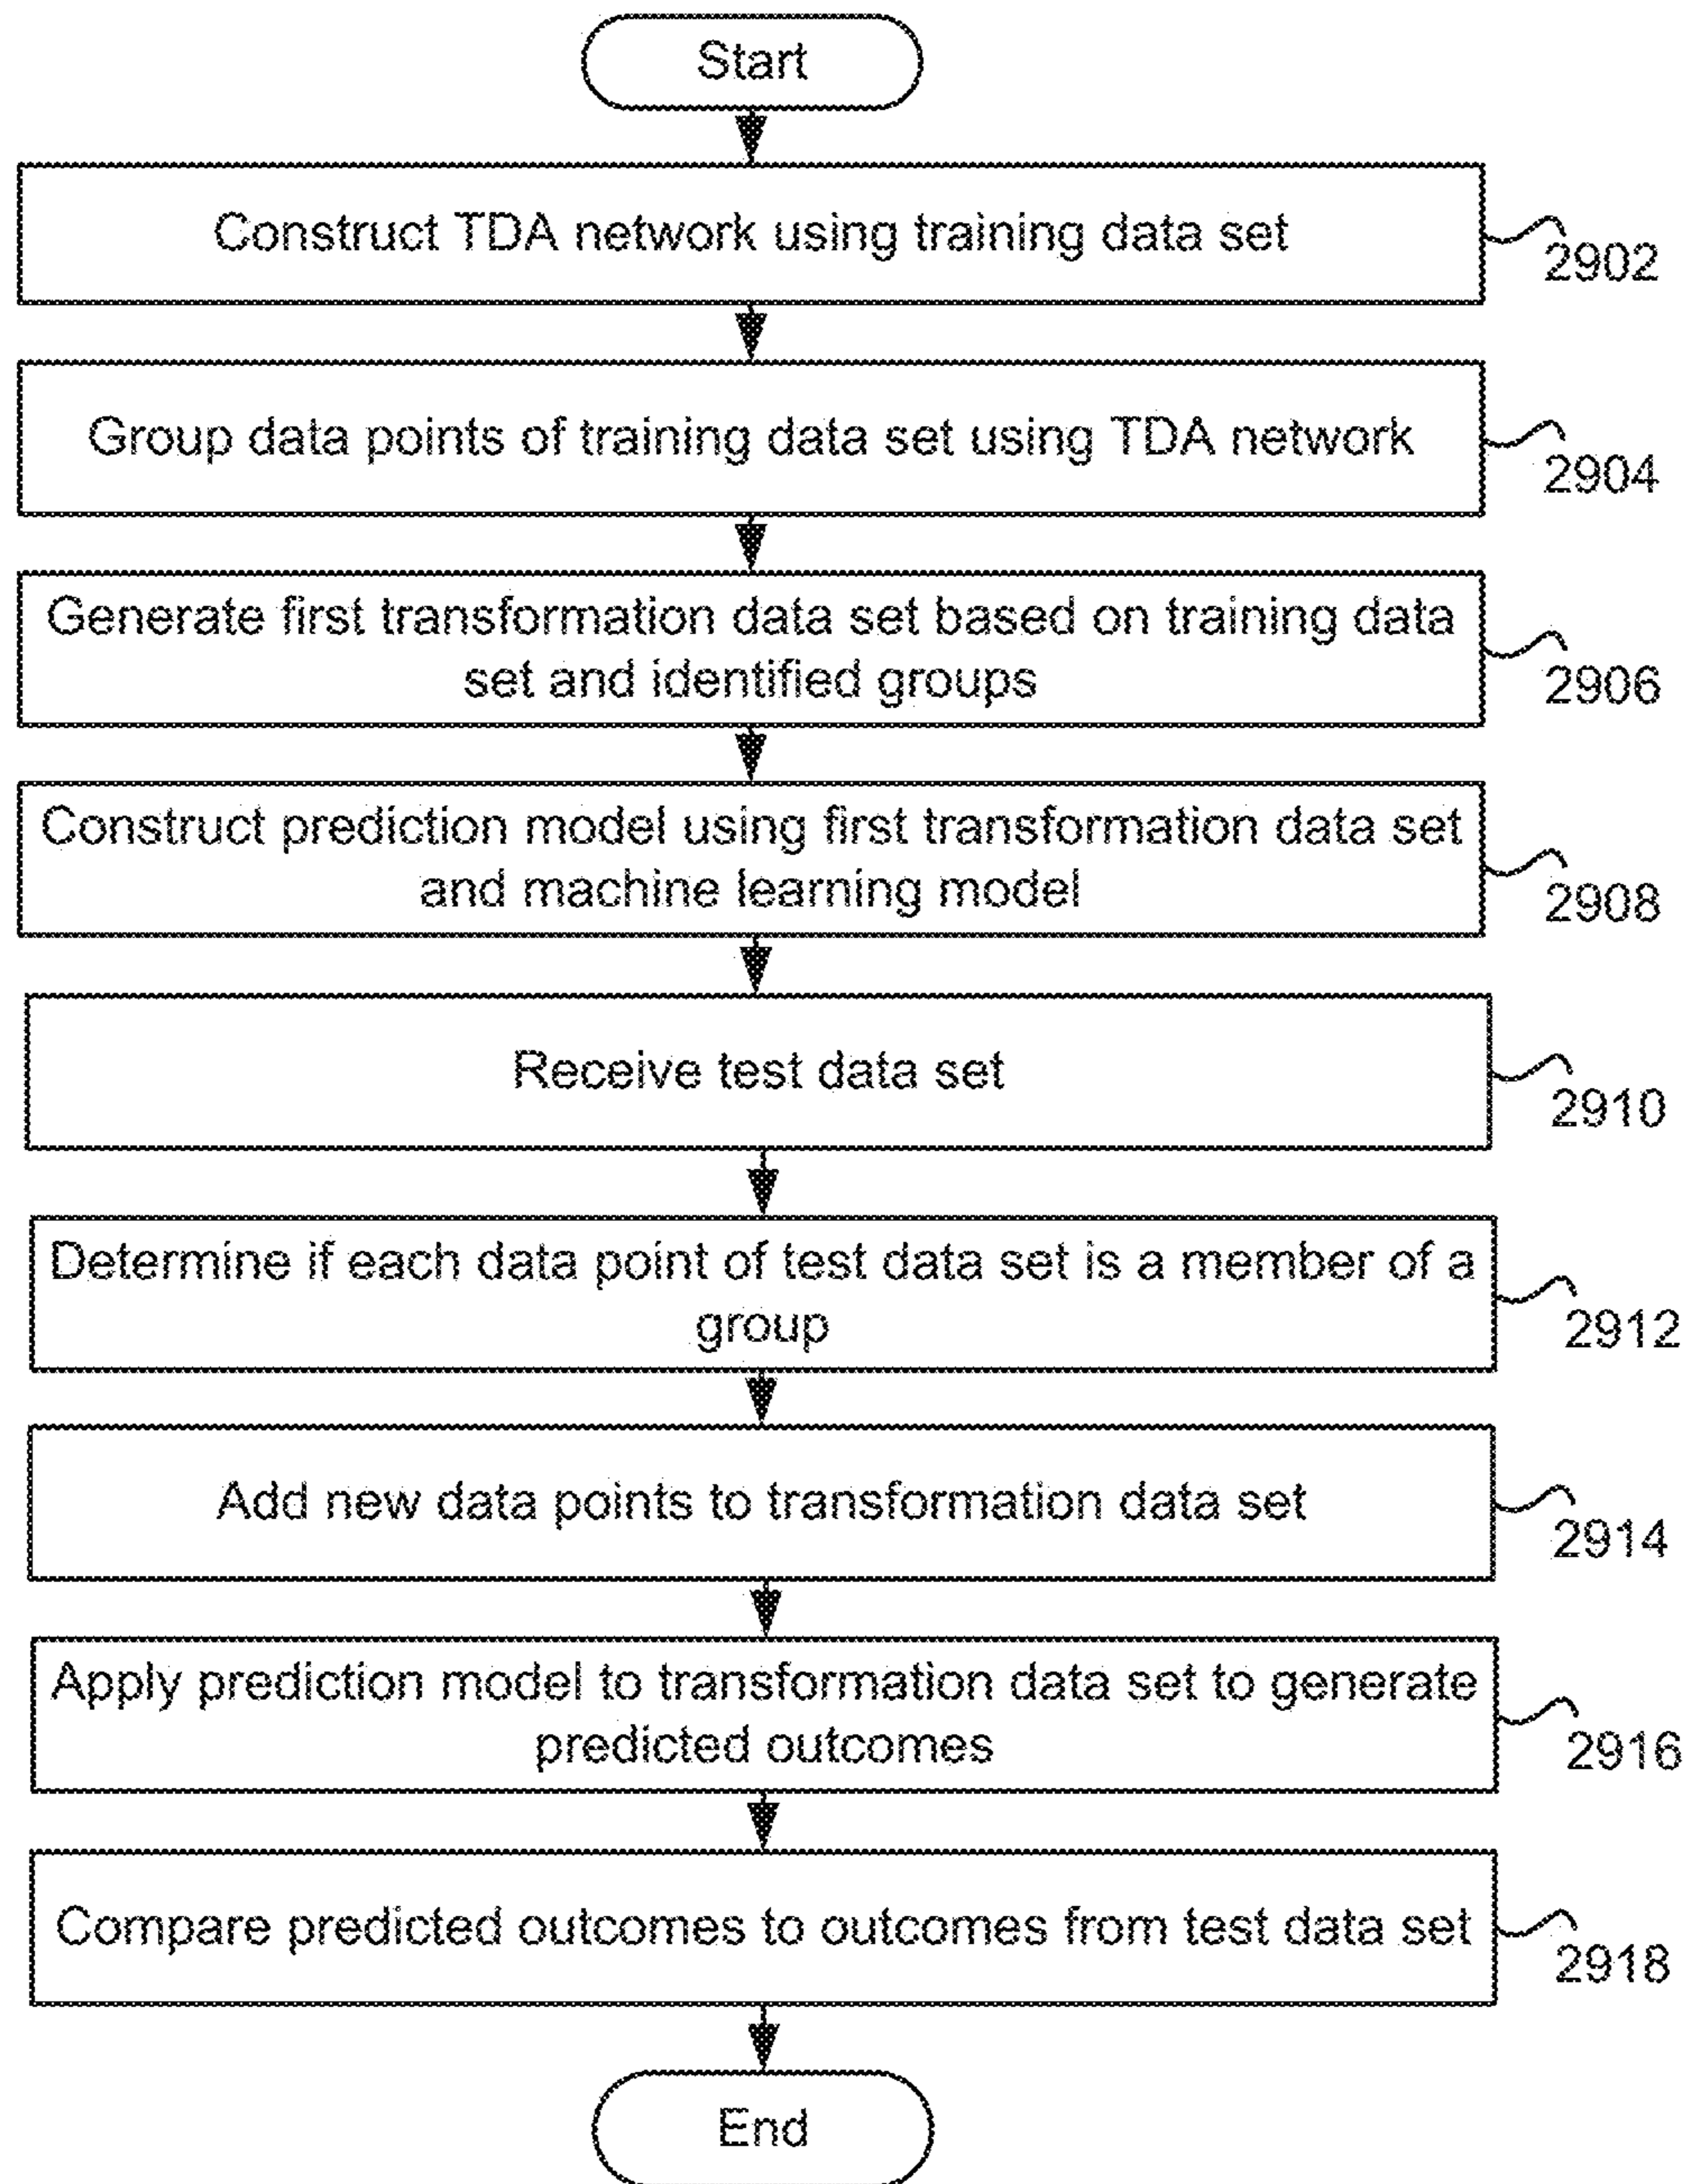 Start
Construct TDA network using training data set
2902
Group data points of training data set using TDA network
2904
Generate first transformation data set based on training data
set and identified groups
2906
Construct prediction model using first transformation data set
and machine learning model
2908
Receive test data set
2910
Determine if each data point of test data set is a member of a
group
2912
Add new data points to transformation data set
2914
Apply prediction model to transformation data set to generate
predicted outcomes
2916
Compare predicted outcomes to outcomes from test data set
2918
End